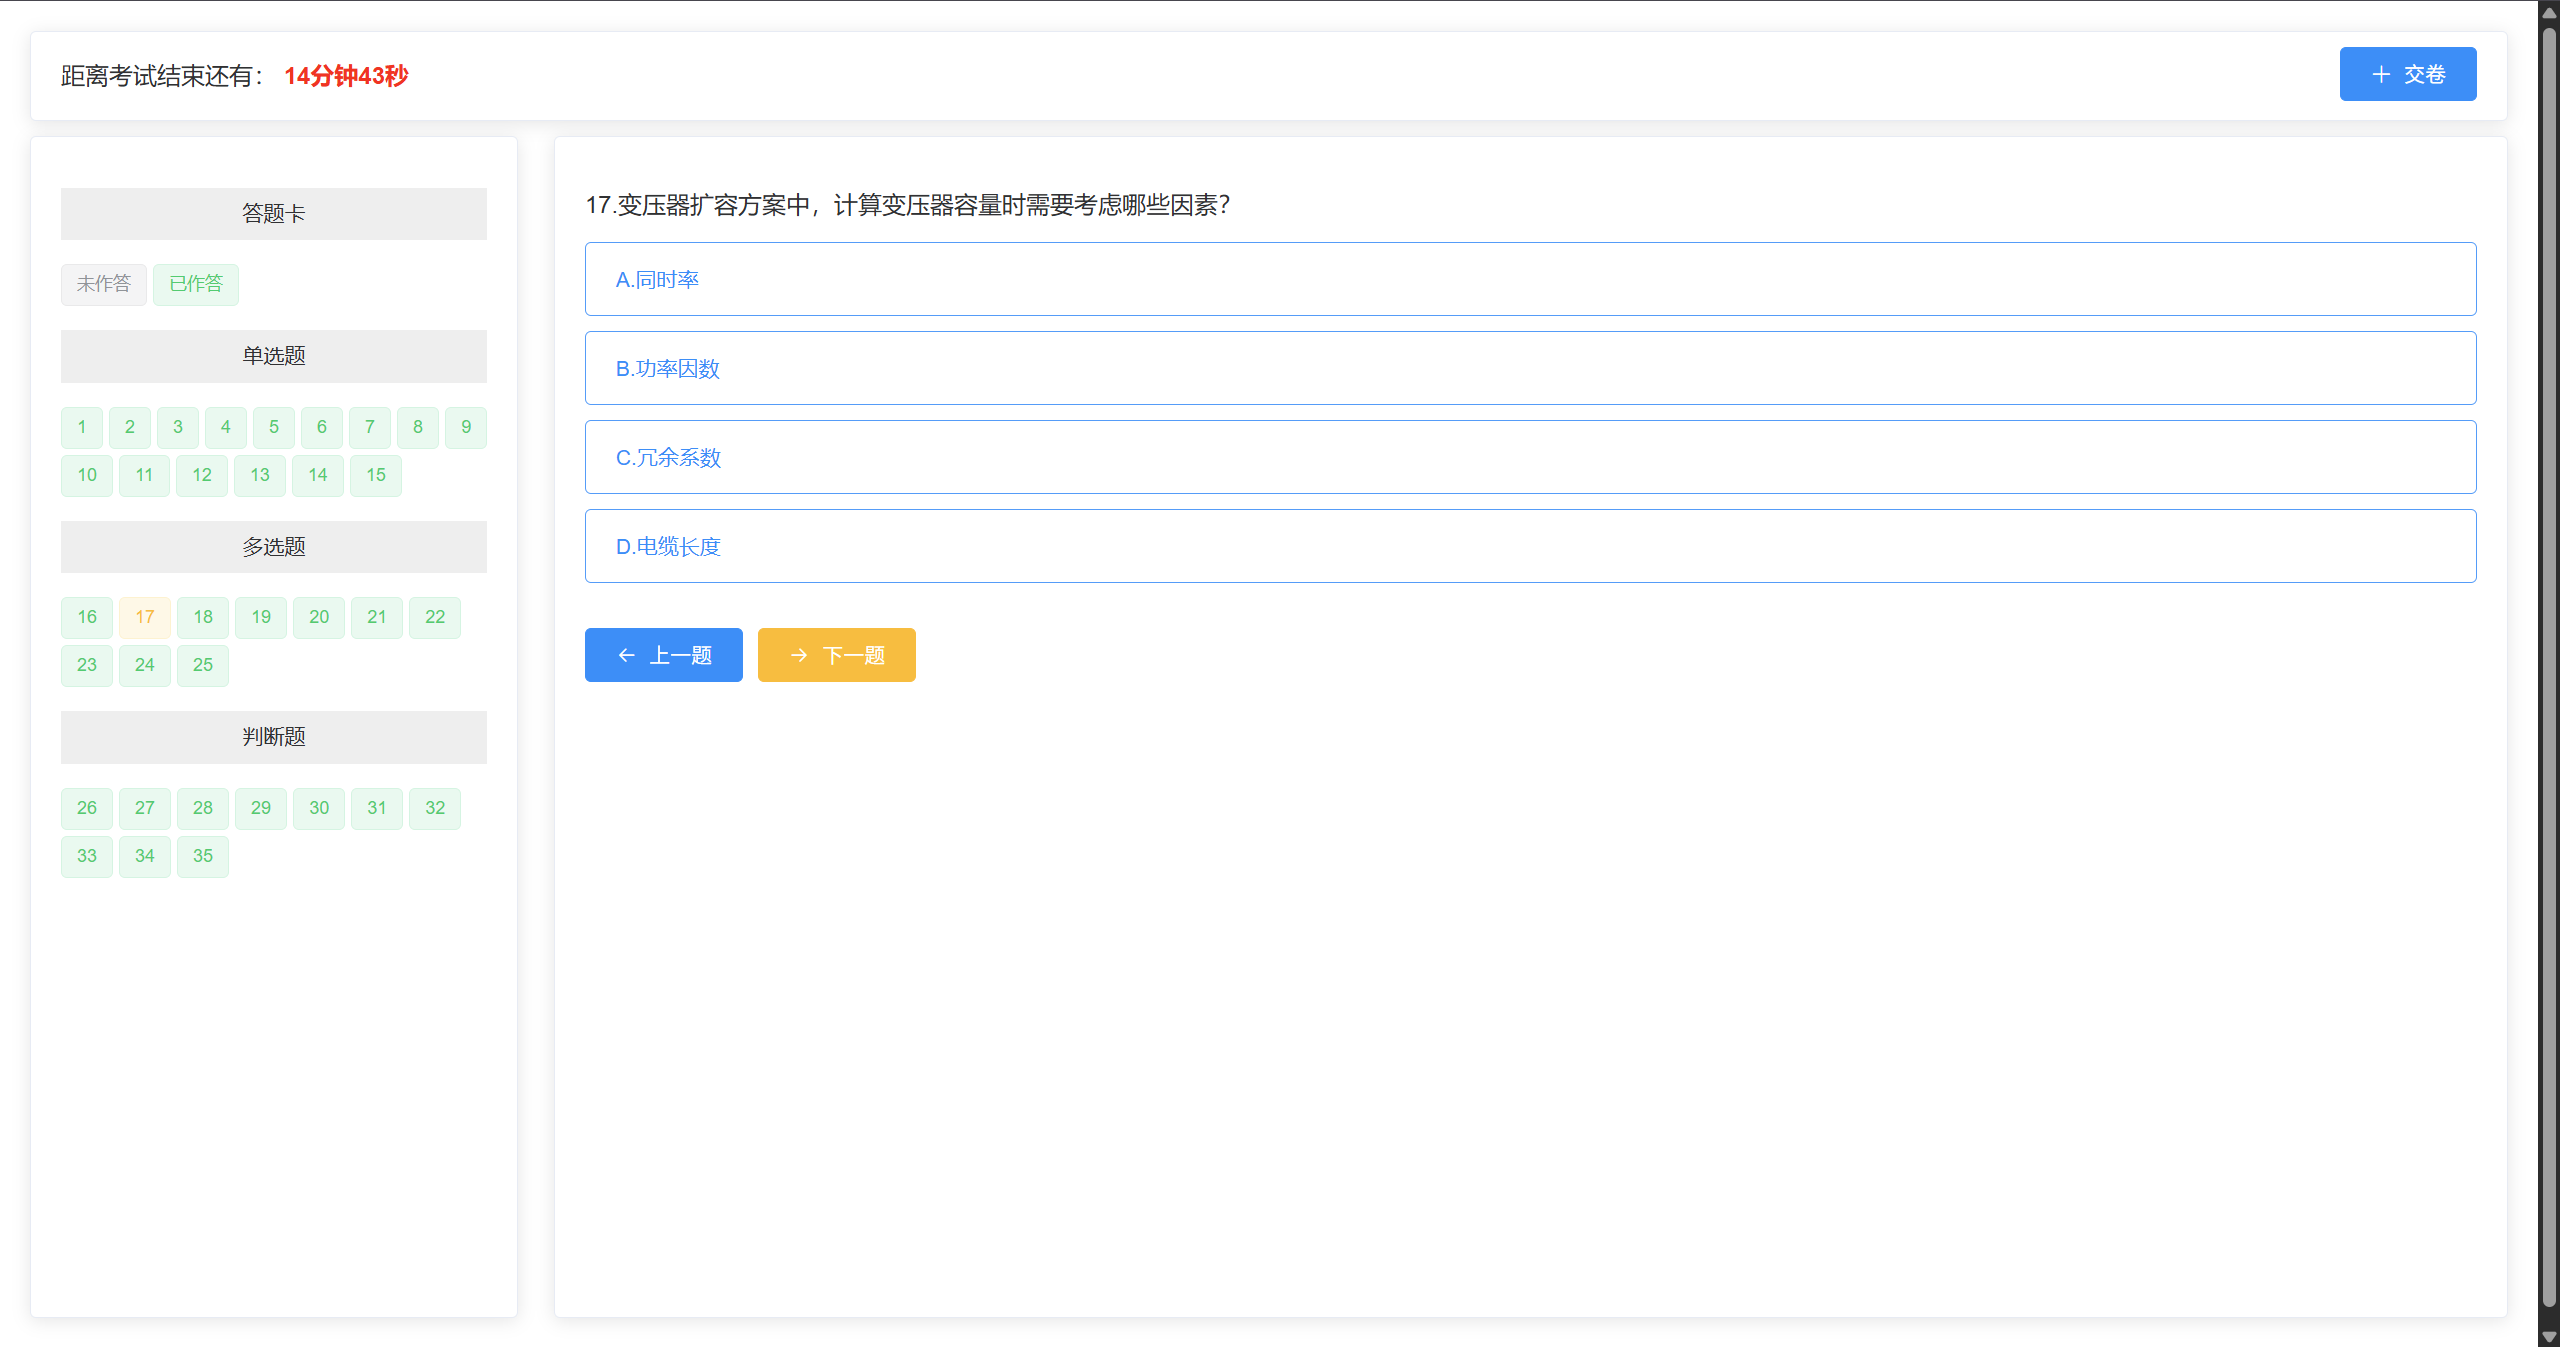 距离考试结束还有： 14分钟43秒
交卷
答题卡
未作答 已作答
单选题
1 2 3 4 5 6 7 8 9
10 11 12 13 14 15
多选题
16 17 18 19 20 21 22
23 24 25
判断题
26 27 28 29 30 31 32
33 34 35
17.变压器扩容方案中，计算变压器容量时需要考虑哪些因素？
A.同时率
B.功率因数
C.冗余系数
D.电缆长度
上一题 下一题